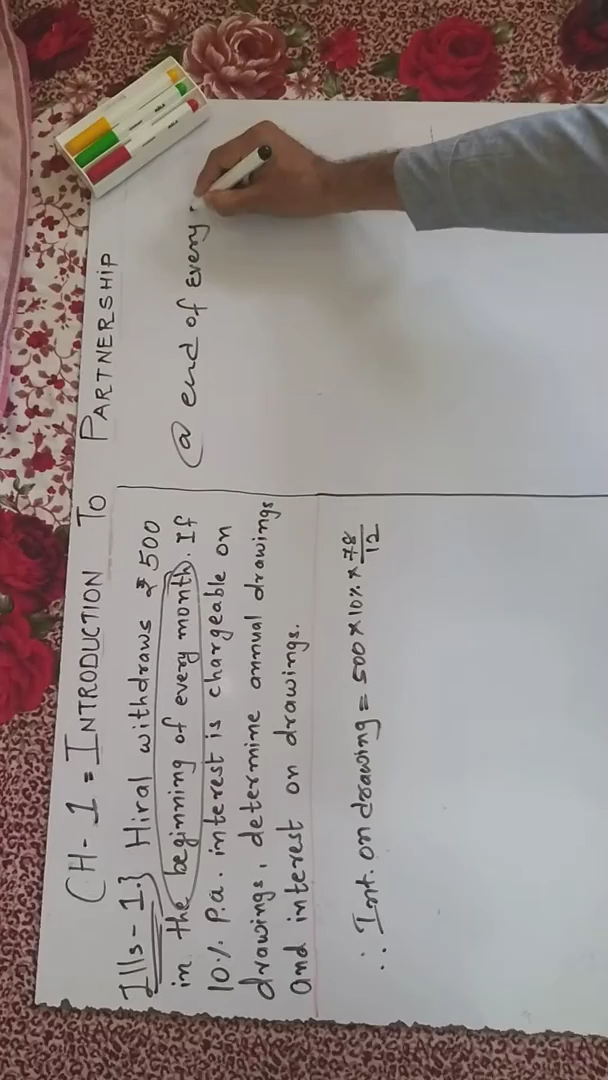 CH-1 = INTRODUCTION TO PARTNERSHIP
Ills-1.} Hiral withdraws ₹500
in the beginning of every month. If
10% P.a. interest is chargeable on
drawings, determine annual drawings
and interest on drawings.
∴ Int. on drawing = 500 × 10% × 78/12
@ end of every